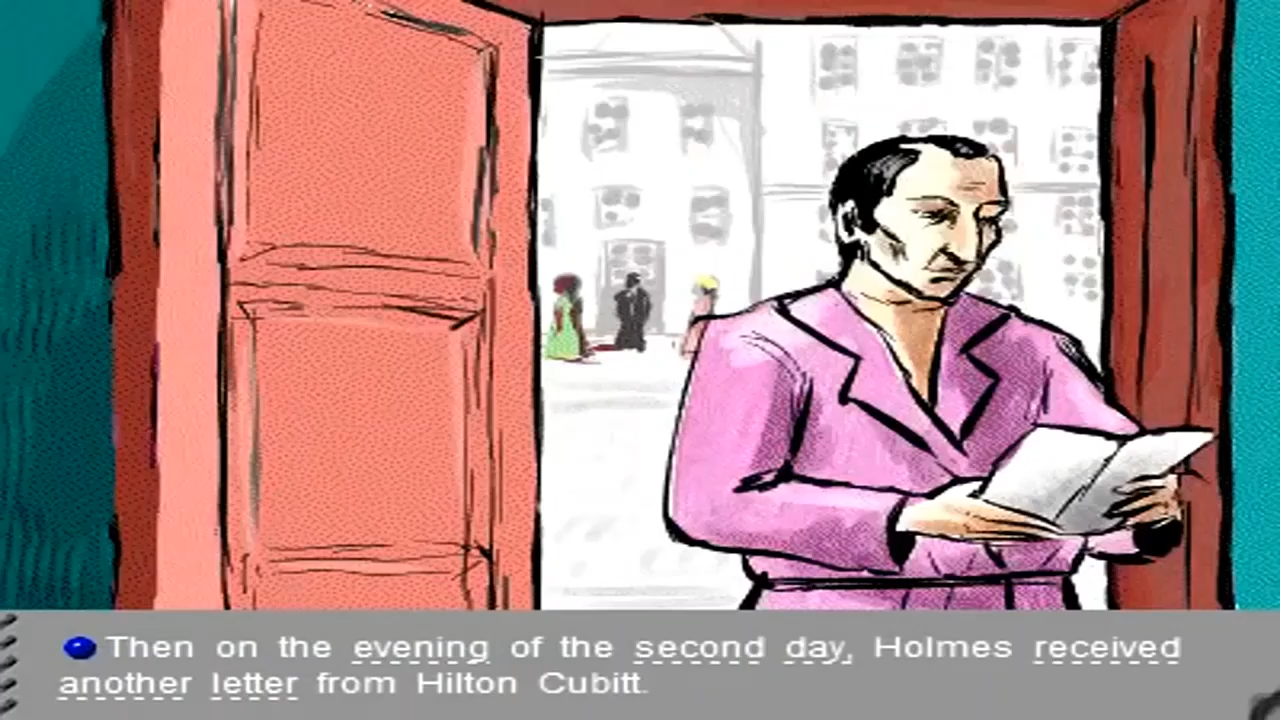 Then on the evening of the second day, Holmes received
another letter from Hilton Cubitt.